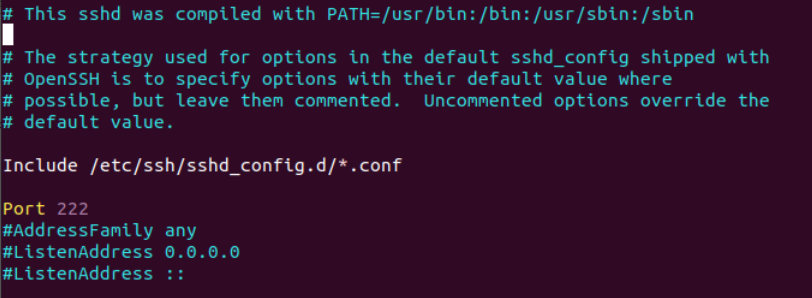 # This sshd was compiled with PATH=/usr/bin:/bin:/usr/sbin:/sbin
# The strategy used for options in the default sshd_config shipped with
# OpenSSH is to specify options with their default value where
# possible, but leave them commented.  Uncommented options override the
# default value.
Include /etc/ssh/sshd_config.d/*.conf
Port 222
#AddressFamily any
#ListenAddress 0.0.0.0
#ListenAddress ::